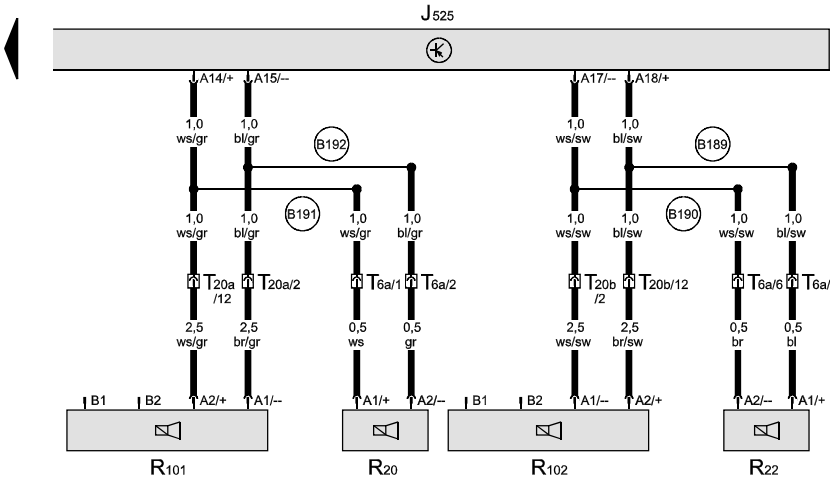 J525
A14/+ A15/-- A17/-- A18/+
1,0 1,0 1,0 1,0
ws/gr bl/gr ws/sw bl/sw
B192 B189
B191 B190
1,0 1,0 1,0 1,0 1,0 1,0 1,0 1,0
ws/gr bl/gr ws/gr bl/gr ws/sw bl/sw ws/sw bl/sw
T20a/12 T20a/2 T6a/1 T6a/2 T20b/2 T20b/12 T6a/6 T6a/
2,5 2,5 0,5 0,5 2,5 2,5 0,5 0,5
ws/gr br/gr ws gr ws/sw br/sw br bl
B1 B2 A2/+ A1/-- A1/+ A2/-- B1 B2 A1/-- A2/+ A2/-- A1/+
R101 R20 R102 R22